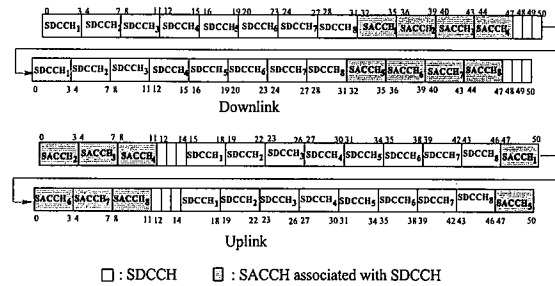 0 3 4 7 8 11 12 15 16 19 20 23 24 27 28 31 32 35 36 39 40 43 44 47 48 49 50
SDCCH1 SDCCH2 SDCCH3 SDCCH4 SDCCH5 SDCCH6 SDCCH7 SDCCH8 SACCH1 SACCH2 SACCH3 SACCH4
SDCCH1 SDCCH2 SDCCH3 SDCCH4 SDCCH5 SDCCH6 SDCCH7 SDCCH8 SACCH5 SACCH6 SACCH7 SACCH8
0 3 4 7 8 11 12 15 16 19 20 23 24 27 28 31 32 35 36 39 40 43 44 47 48 49 50
Downlink
0 3 4 7 8 11 12 14 15 18 19 22 23 26 27 30 31 34 35 38 39 42 43 46 47 50
SACCH2 SACCH3 SACCH4 SDCCH1 SDCCH2 SDCCH3 SDCCH4 SDCCH5 SDCCH6 SDCCH7 SDCCH8 SACCH1
SACCH6 SACCH7 SACCH8 SDCCH1 SDCCH2 SDCCH3 SDCCH4 SDCCH5 SDCCH6 SDCCH7 SDCCH8 SACCH5
0 3 4 7 8 11 12 14 15 18 19 22 23 26 27 30 31 34 35 38 39 42 43 46 47 50
Uplink
: SDCCH : SACCH associated with SDCCH